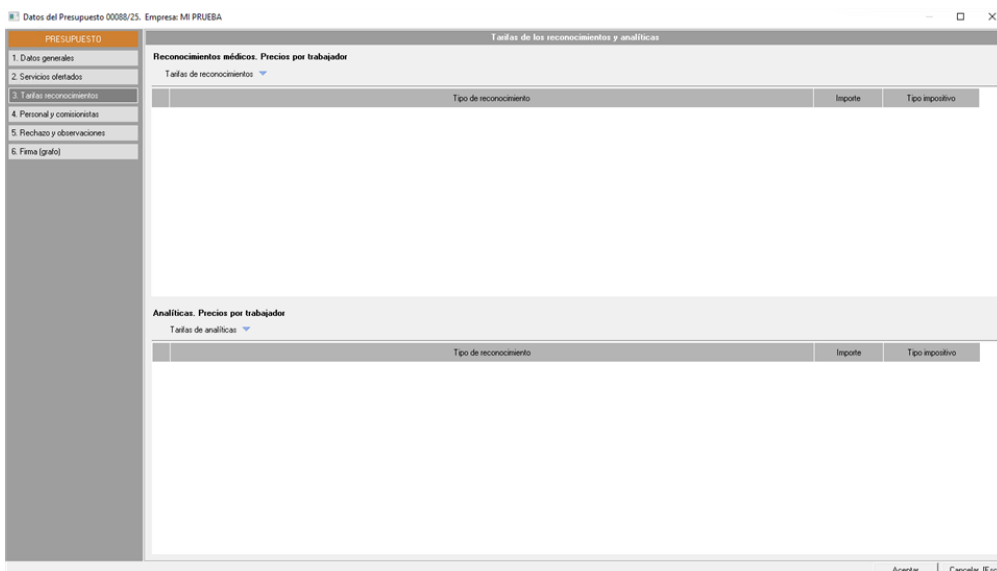 Datos del Presupuesto 00088/25. Empresa: MI PRUEBA
PRESUPUESTO
1. Datos generales
2. Servicios ofertados
3. Tarifas reconocimientos
4. Personal y comisionistas
5. Rechazo y observaciones
6. Firma (grafo)
Tarifas de los reconocimientos y analíticas
Reconocimientos médicos. Precios por trabajador
Tarifas de reconocimientos
Tipo de reconocimiento Importe Tipo impositivo
Analíticas. Precios por trabajador
Tarifas de analíticas
Tipo de reconocimiento Importe Tipo impositivo
Aceptar Cancelar [Esc